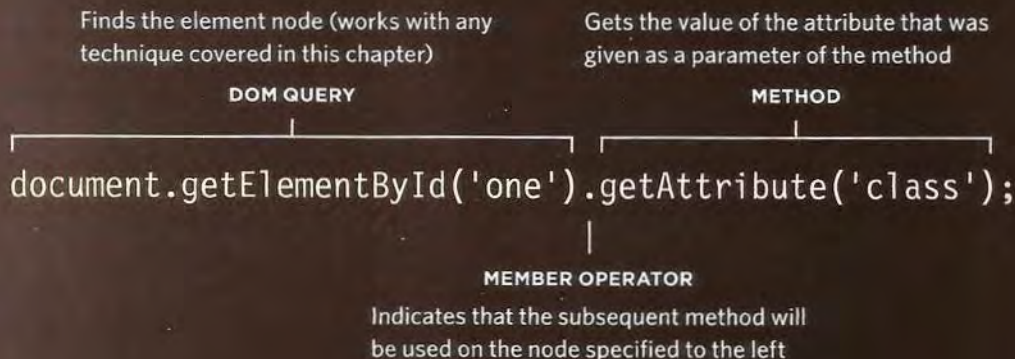 Finds the element node (works with any
technique covered in this chapter)
DOM QUERY
Gets the value of the attribute that was
given as a parameter of the method
METHOD
document.getElementById('one').getAttribute('class');
MEMBER OPERATOR
Indicates that the subsequent method will
be used on the node specified to the left